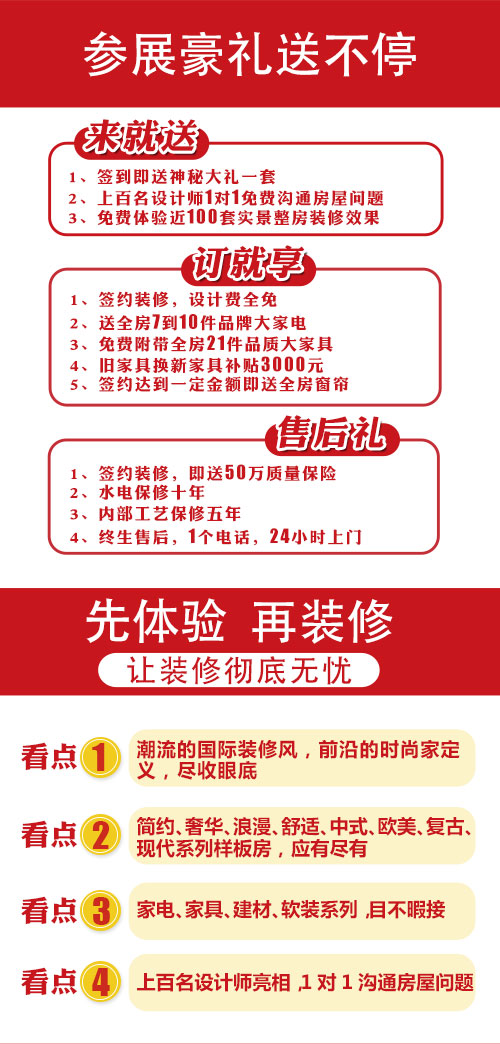 参展豪礼送不停
来就送
1、签到即送神秘大礼一套
2、上百名设计师1对1免费沟通房屋问题
3、免费体验近100套实景整房装修效果
订就享
1、签约装修，设计费全免
2、送全房7到10件品牌大家电
3、免费附带全房21件品质大家具
4、旧家具换新家具补贴3000元
5、签约达到一定金额即送全房窗帘
售后礼
1、签约装修，即送50万质量保险
2、水电保修十年
3、内部工艺保修五年
4、终生售后，1个电话，24小时上门
先体验 再装修
让装修彻底无忧
看点1
潮流的国际装修风，前沿的时尚家定
义，尽收眼底
看点2
简约、奢华、浪漫、舒适、中式、欧美、复古、
现代系列样板房，应有尽有
看点3
家电、家具、建材、软装系列,目不暇接
看点4
上百名设计师亮相,1对1沟通房屋问题